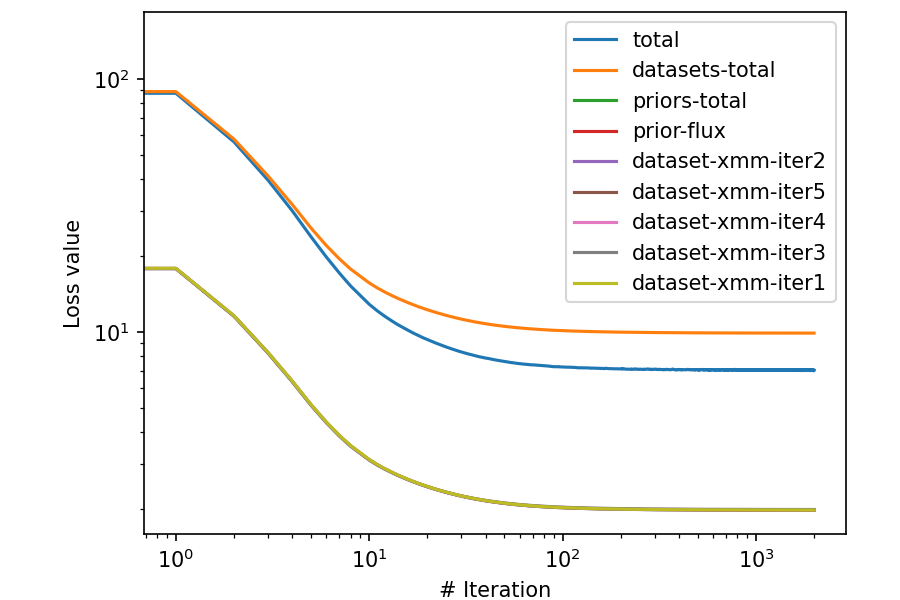 total
datasets-total
priors-total
prior-flux
dataset-xmm-iter2
dataset-xmm-iter5
dataset-xmm-iter4
dataset-xmm-iter3
dataset-xmm-iter1
10²
10¹
Loss value
10⁰ 10¹ 10² 10³
# Iteration